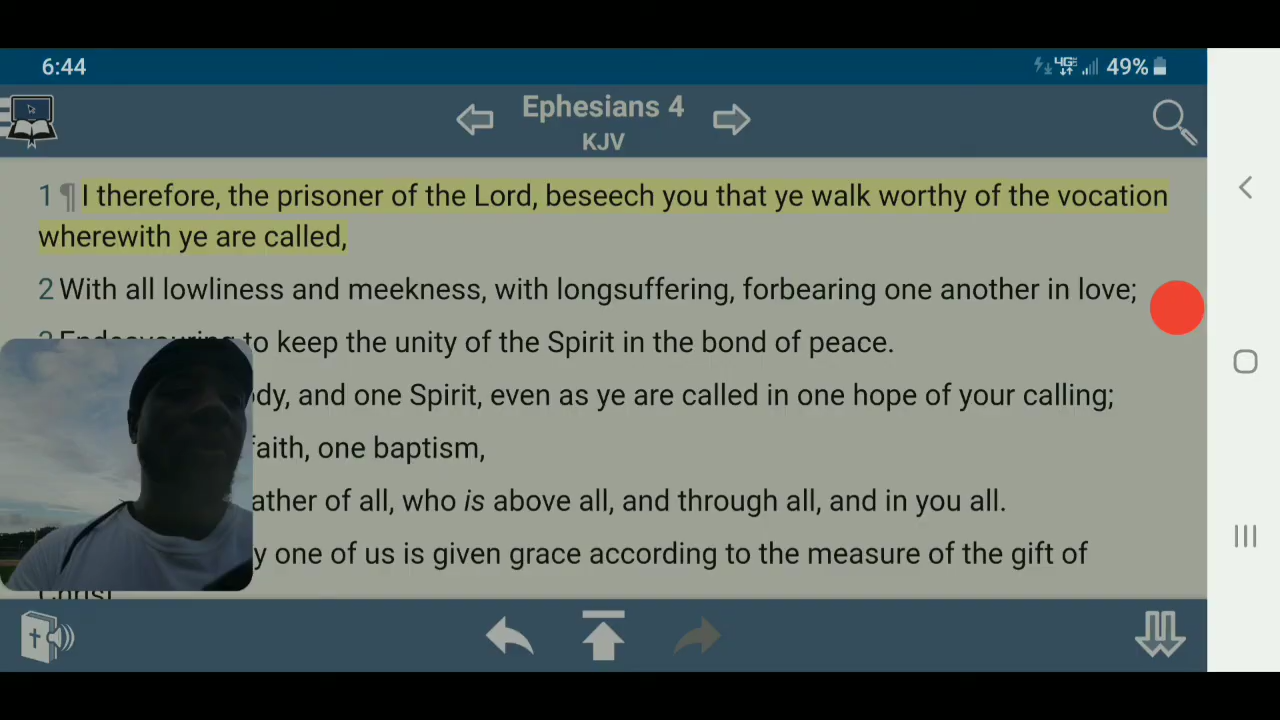 6:44
4GE 49%
Ephesians 4
KJV
1 ¶ I therefore, the prisoner of the Lord, beseech you that ye walk worthy of the vocation
wherewith ye are called,
2 With all lowliness and meekness, with longsuffering, forbearing one another in love;
3 Endeavouring to keep the unity of the Spirit in the bond of peace.
and one Spirit, even as ye are called in one hope of your calling;
faith, one baptism,
of all, who is above all, and through all, and in you all.
one of us is given grace according to the measure of the gift of